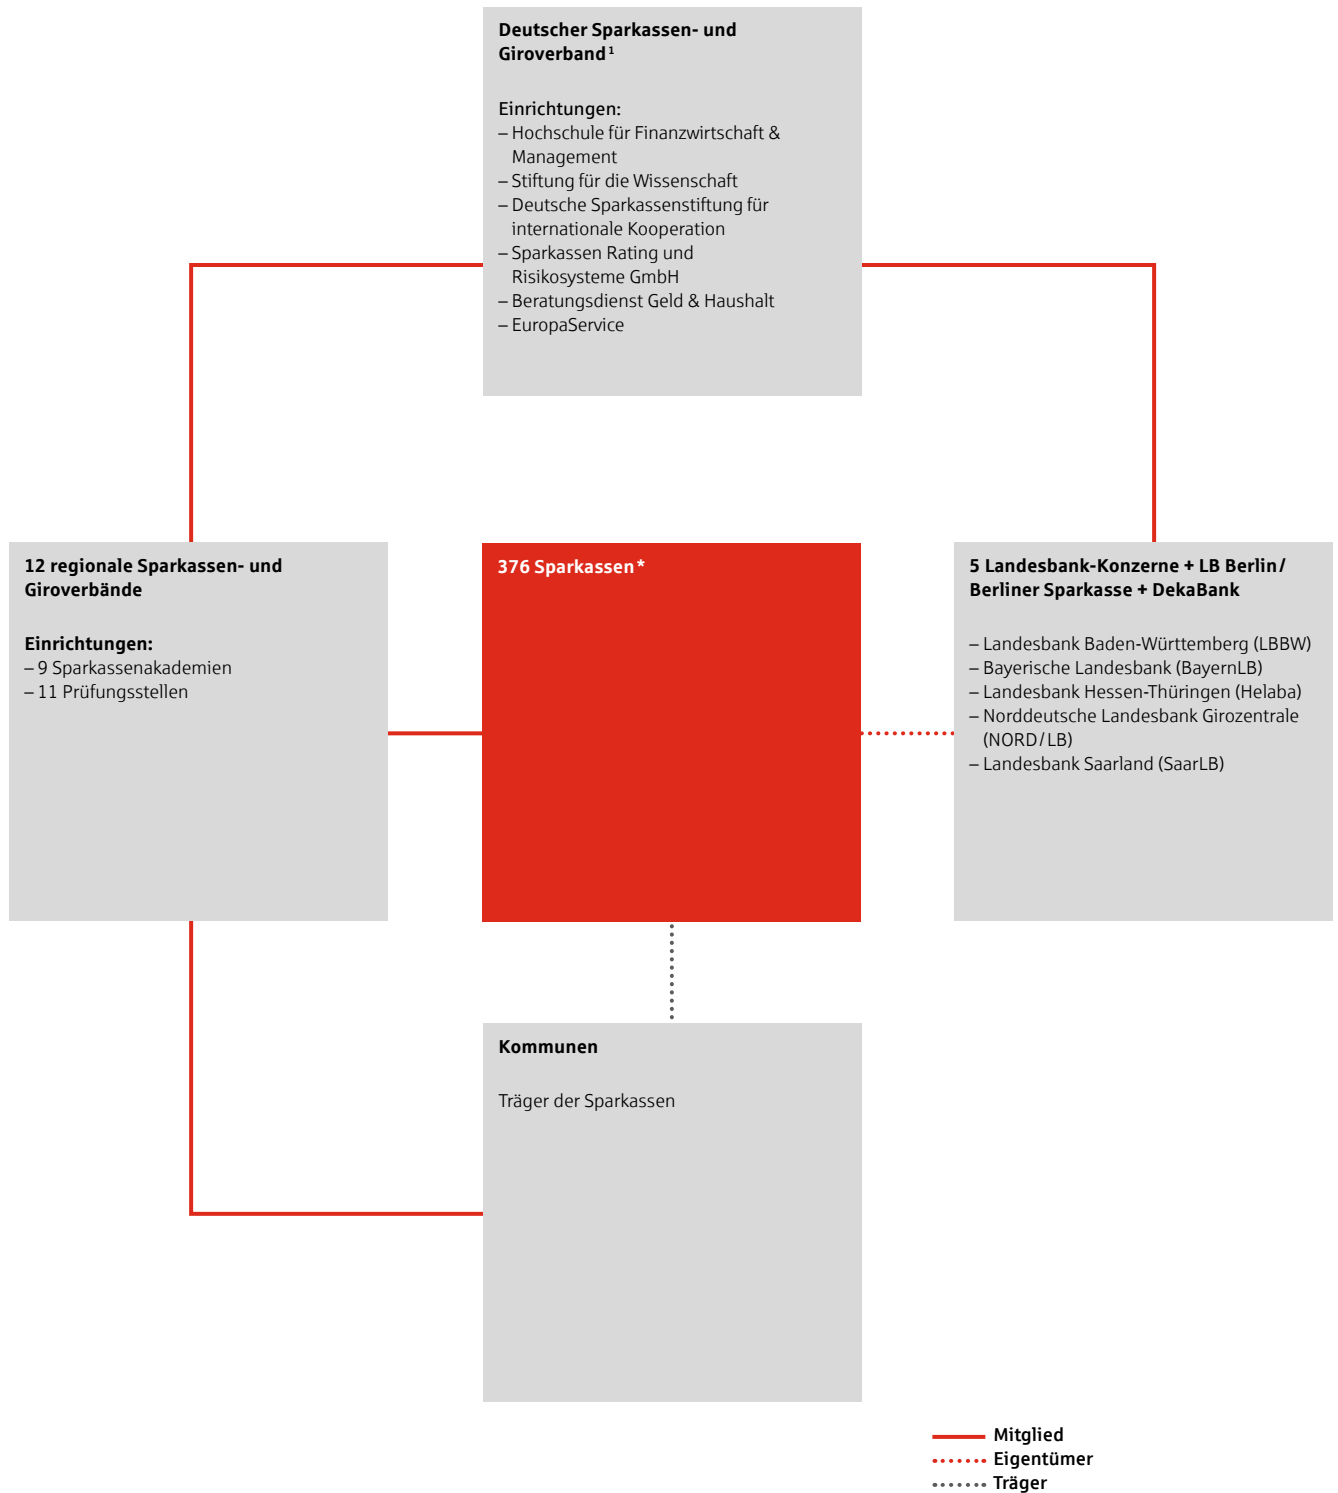 Deutscher Sparkassen- und
Giroverband¹
Einrichtungen:
– Hochschule für Finanzwirtschaft &
Management
– Stiftung für die Wissenschaft
– Deutsche Sparkassenstiftung für
internationale Kooperation
– Sparkassen Rating und
Risikosysteme GmbH
– Beratungsdienst Geld & Haushalt
– EuropaService
12 regionale Sparkassen- und
Giroverbände
Einrichtungen:
– 9 Sparkassenakademien
– 11 Prüfungsstellen
376 Sparkassen*
5 Landesbank-Konzerne + LB Berlin/
Berliner Sparkasse + DekaBank
– Landesbank Baden-Württemberg (LBBW)
– Bayerische Landesbank (BayernLB)
– Landesbank Hessen-Thüringen (Helaba)
– Norddeutsche Landesbank Girozentrale
(NORD/LB)
– Landesbank Saarland (SaarLB)
Kommunen
Träger der Sparkassen
Mitglied
Eigentümer
Träger